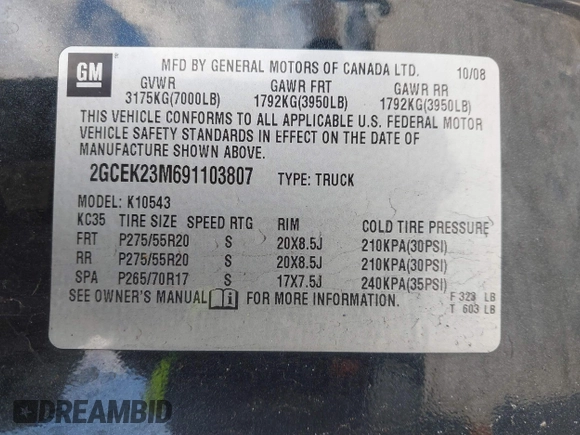 GM
MFD BY GENERAL MOTORS OF CANADA LTD. 10/08
GVWR GAWR FRT GAWR RR
3175KG(7000LB) 1792KG(3950LB) 1792KG(3950LB)
THIS VEHICLE CONFORMS TO ALL APPLICABLE U.S. FEDERAL MOTOR
VEHICLE SAFETY STANDARDS IN EFFECT ON THE DATE OF
MANUFACTURE SHOWN ABOVE.
2GCEK23M691103807 TYPE: TRUCK
MODEL: K10543
KC35 TIRE SIZE SPEED RTG RIM COLD TIRE PRESSURE
FRT P275/55R20 S 20X8.5J 210KPA(30PSI)
RR P275/55R20 S 20X8.5J 210KPA(30PSI)
SPA P265/70R17 S 17X7.5J 240KPA(35PSI)
SEE OWNER'S MANUAL FOR MORE INFORMATION.
F 323 LB
T 603 LB
DREAMBID